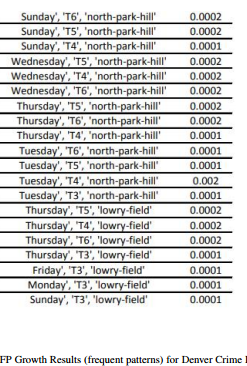 Sunday', 'T6', 'north-park-hill' 0.0002
Sunday', 'T5', 'north-park-hill' 0.0002
Sunday', 'T4', 'north-park-hill' 0.0001
Wednesday', 'T5', 'north-park-hill' 0.0002
Wednesday', 'T4', 'north-park-hill' 0.0002
Wednesday', 'T6', 'north-park-hill' 0.0002
Thursday', 'T5', 'north-park-hill' 0.0002
Thursday', 'T6', 'north-park-hill' 0.0002
Thursday', 'T4', 'north-park-hill' 0.0001
Tuesday', 'T6', 'north-park-hill' 0.0001
Tuesday', 'T5', 'north-park-hill' 0.0001
Tuesday', 'T4', 'north-park-hill' 0.002
Tuesday', 'T3', 'north-park-hill' 0.0001
Thursday', 'T5', 'lowry-field' 0.0002
Thursday', 'T4', 'lowry-field' 0.0002
Thursday', 'T6', 'lowry-field' 0.0002
Thursday', 'T3', 'lowry-field' 0.0001
Friday', 'T3', 'lowry-field' 0.0001
Monday', 'T3, 'lowry-field' 0.0001
Sunday', 'T3', 'lowry-field' 0.0001
FP Growth Results (frequent patterns) for Denver Crime